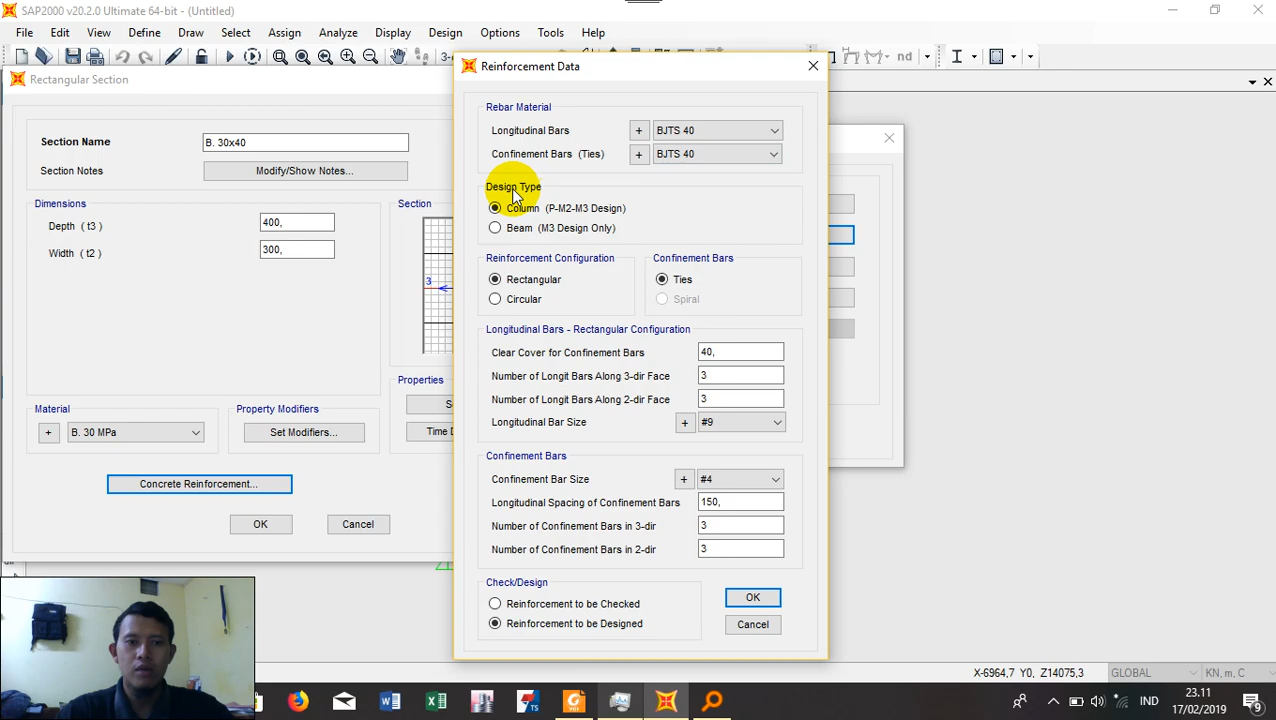 SAP2000 v20.2.0 Ultimate 64-bit - (Untitled)
File Edit View Define Draw Select Assign Analyze Display Design Options Tools Help
nd
Rectangular Section
Section Name B. 30x40
Section Notes Modify/Show Notes...
Dimensions
Depth (t3) 400,
Width (t2) 300,
Section
3
Properties
Material
+ B. 30 MPa
Property Modifiers
Set Modifiers...
Time D
Concrete Reinforcement...
OK Cancel
Reinforcement Data
Rebar Material
Longitudinal Bars + BJTS 40
Confinement Bars (Ties) + BJTS 40
Design Type
Column (P-M2-M3 Design)
Beam (M3 Design Only)
Reinforcement Configuration
Rectangular
Circular
Confinement Bars
Ties
Spiral
Longitudinal Bars - Rectangular Configuration
Clear Cover for Confinement Bars 40,
Number of Longit Bars Along 3-dir Face 3
Number of Longit Bars Along 2-dir Face 3
Longitudinal Bar Size + #9
Confinement Bars
Confinement Bar Size + #4
Longitudinal Spacing of Confinement Bars 150,
Number of Confinement Bars in 3-dir 3
Number of Confinement Bars in 2-dir 3
Check/Design
Reinforcement to be Checked
Reinforcement to be Designed
OK
Cancel
X-6964,7 Y0, Z14075,3 GLOBAL KN, m, C
IND
23.11
17/02/2019
9